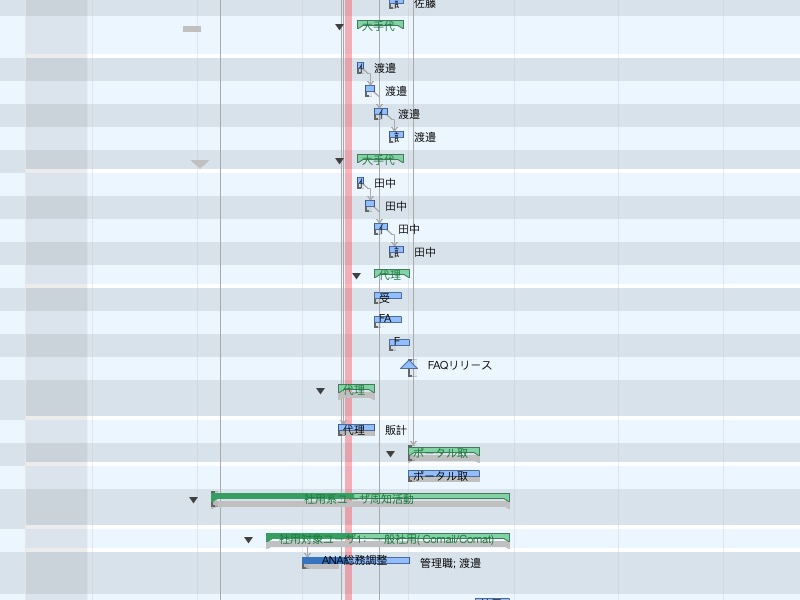 佐藤
大手代
渡邉
渡邉
渡邉
渡邉
大手代
田中
田中
田中
田中
代理
受
FA
F
FAQリリース
代理
代理 販計
ポータル取
ポータル取
社用系ユーザ周知活動
社用対象ユーザ1: 一般社用( Comail/Comat)
ANA総務調整 管理職; 渡邉